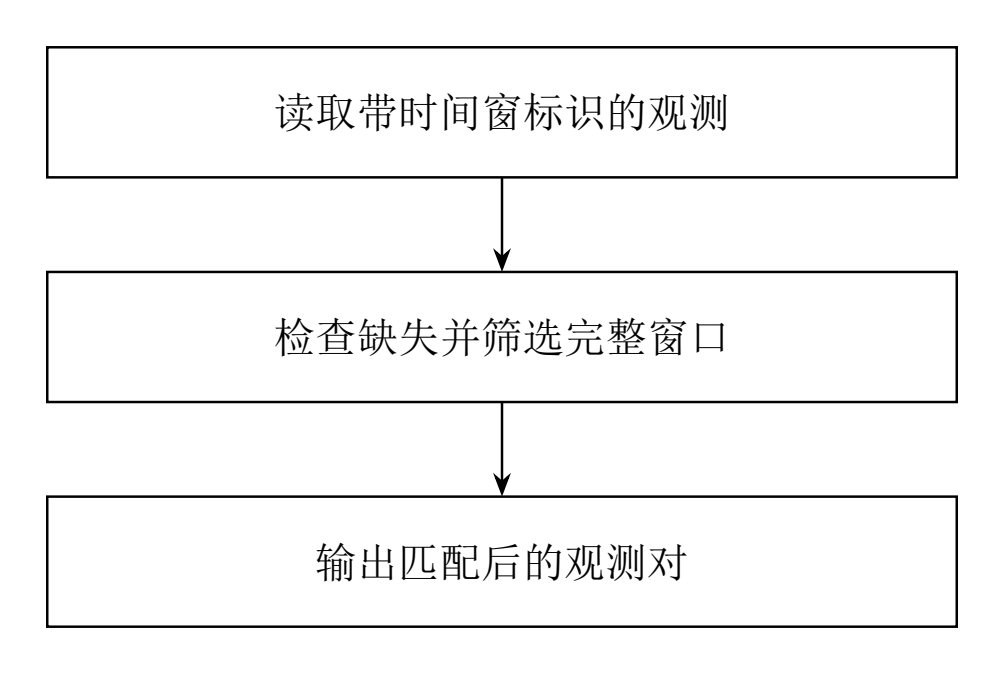 读取带时间窗标识的观测
检查缺失并筛选完整窗口
输出匹配后的观测对